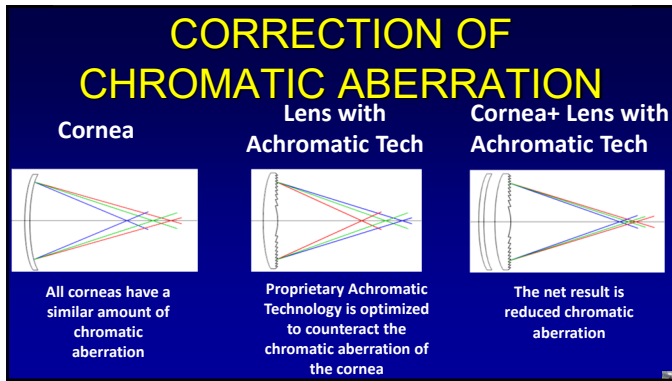 CORRECTION OF
CHROMATIC ABERRATION
Cornea
Lens with
Achromatic Tech
Cornea+ Lens with
Achromatic Tech
All corneas have a
similar amount of
chromatic
aberration
Proprietary Achromatic
Technology is optimized
to counteract the
chromatic aberration of
the cornea
The net result is
reduced chromatic
aberration